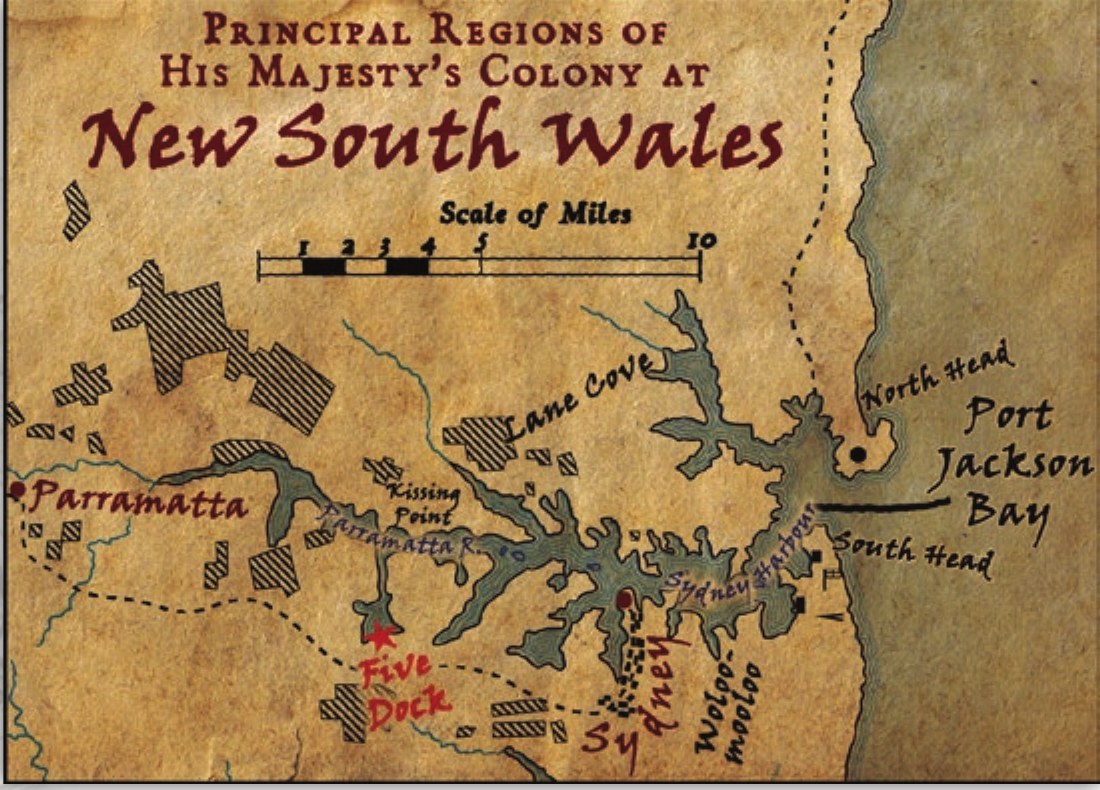 Principal Regions of
His Majesty's Colony at
New South Wales
Scale of Miles
1 2 3 4 5 10
Lane Cove
North Head
Port
Jackson
Bay
Parramatta
Kissing
Point
Parramatta R.
Sydney Harbour
South Head
Five
Dock
Sydney
Woloo-
mooloo